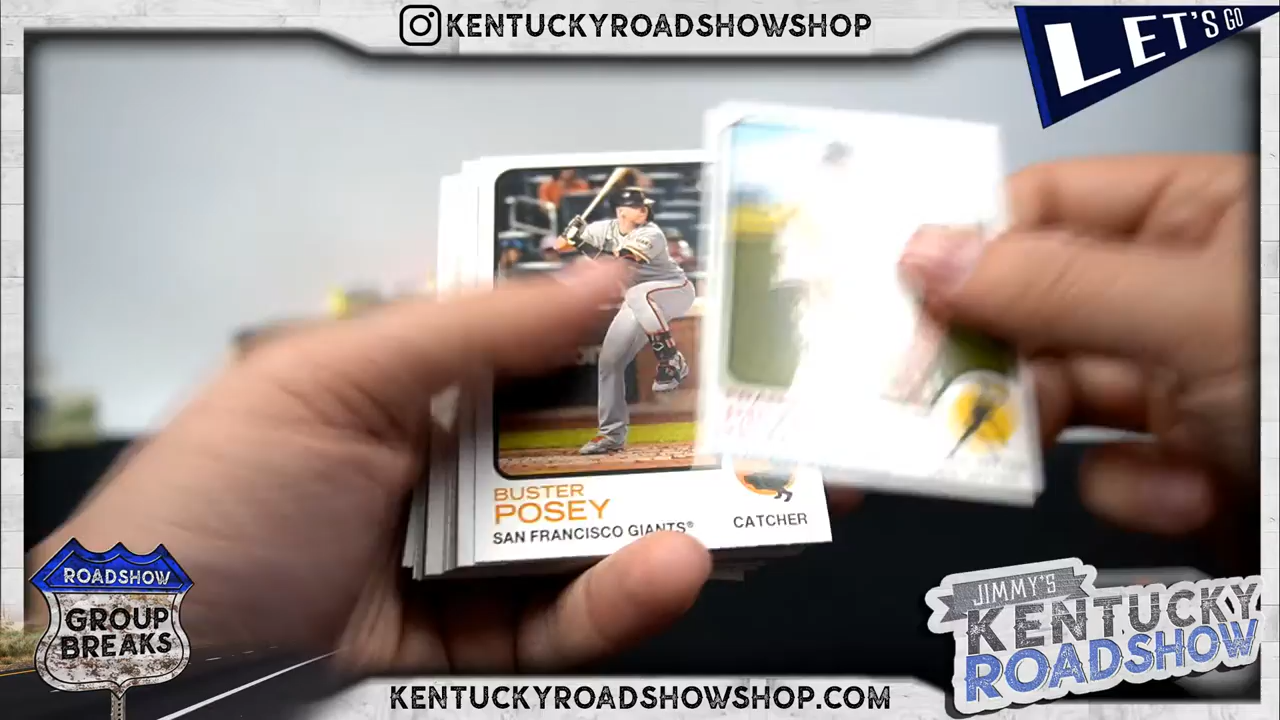 KENTUCKYROADSHOWSHOP
LET'S GO
BUSTER
POSEY
SAN FRANCISCO GIANTS®
CATCHER
ROADSHOW
GROUP
BREAKS
JIMMY'S
KENTUCKY
ROADSHOW
KENTUCKYROADSHOWSHOP.COM